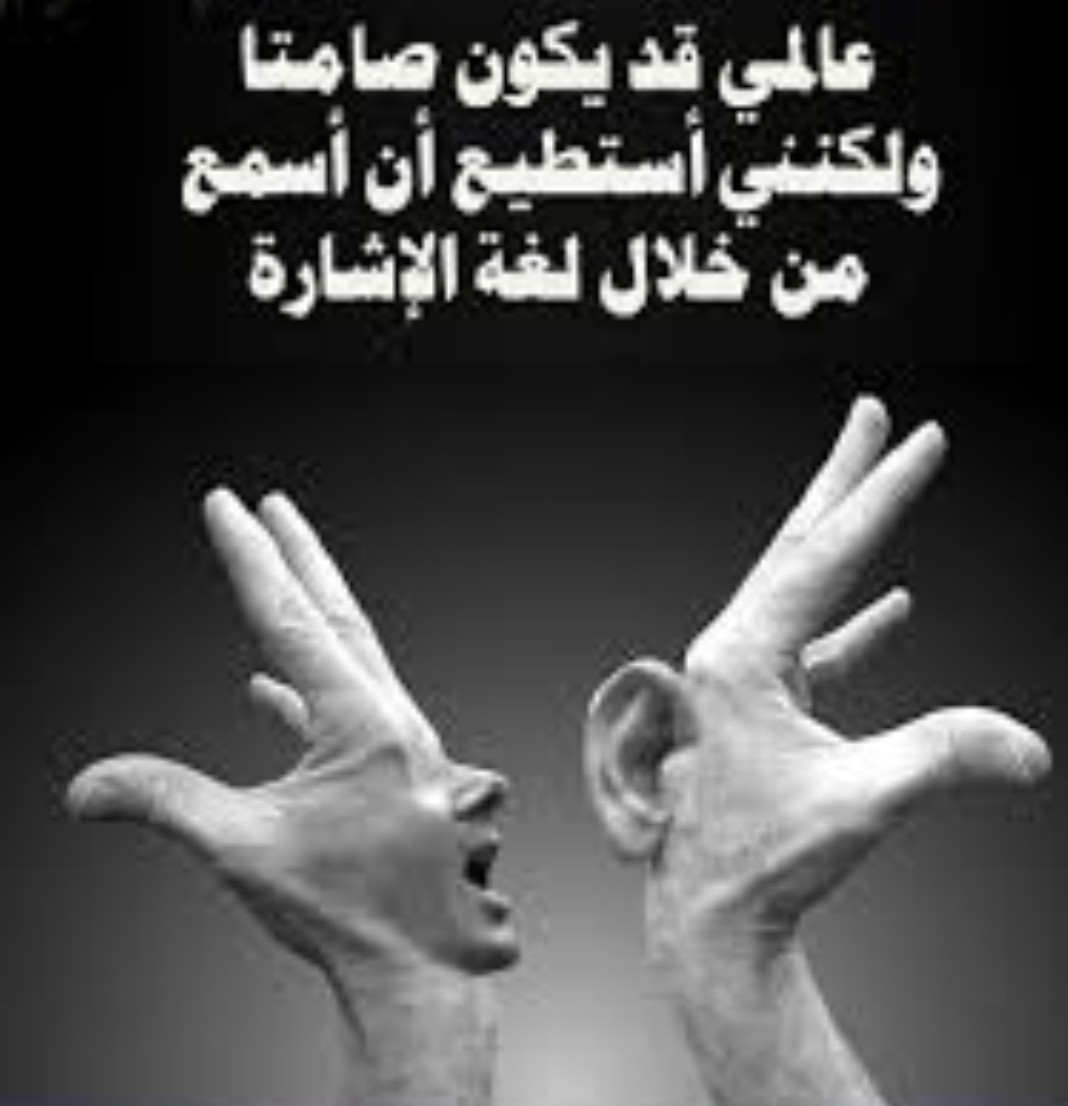 عالمي قد يكون صامتا
ولكنني أستطيع أن أسمع
من خلال لغة الإشارة